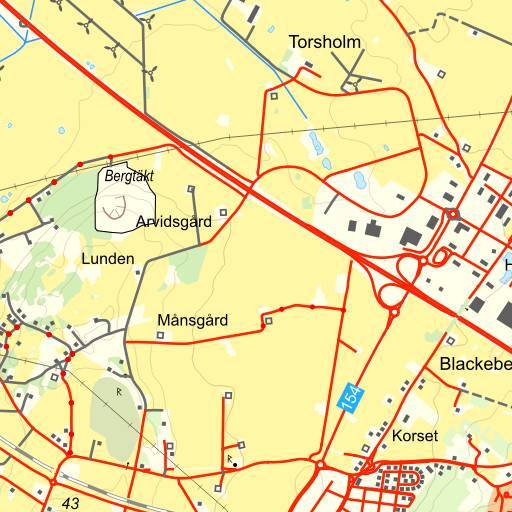 Torsholm
Bergtäkt
Arvidsgård
Lunden
H
Månsgård
Blackebe
154
Korset
R
R
43